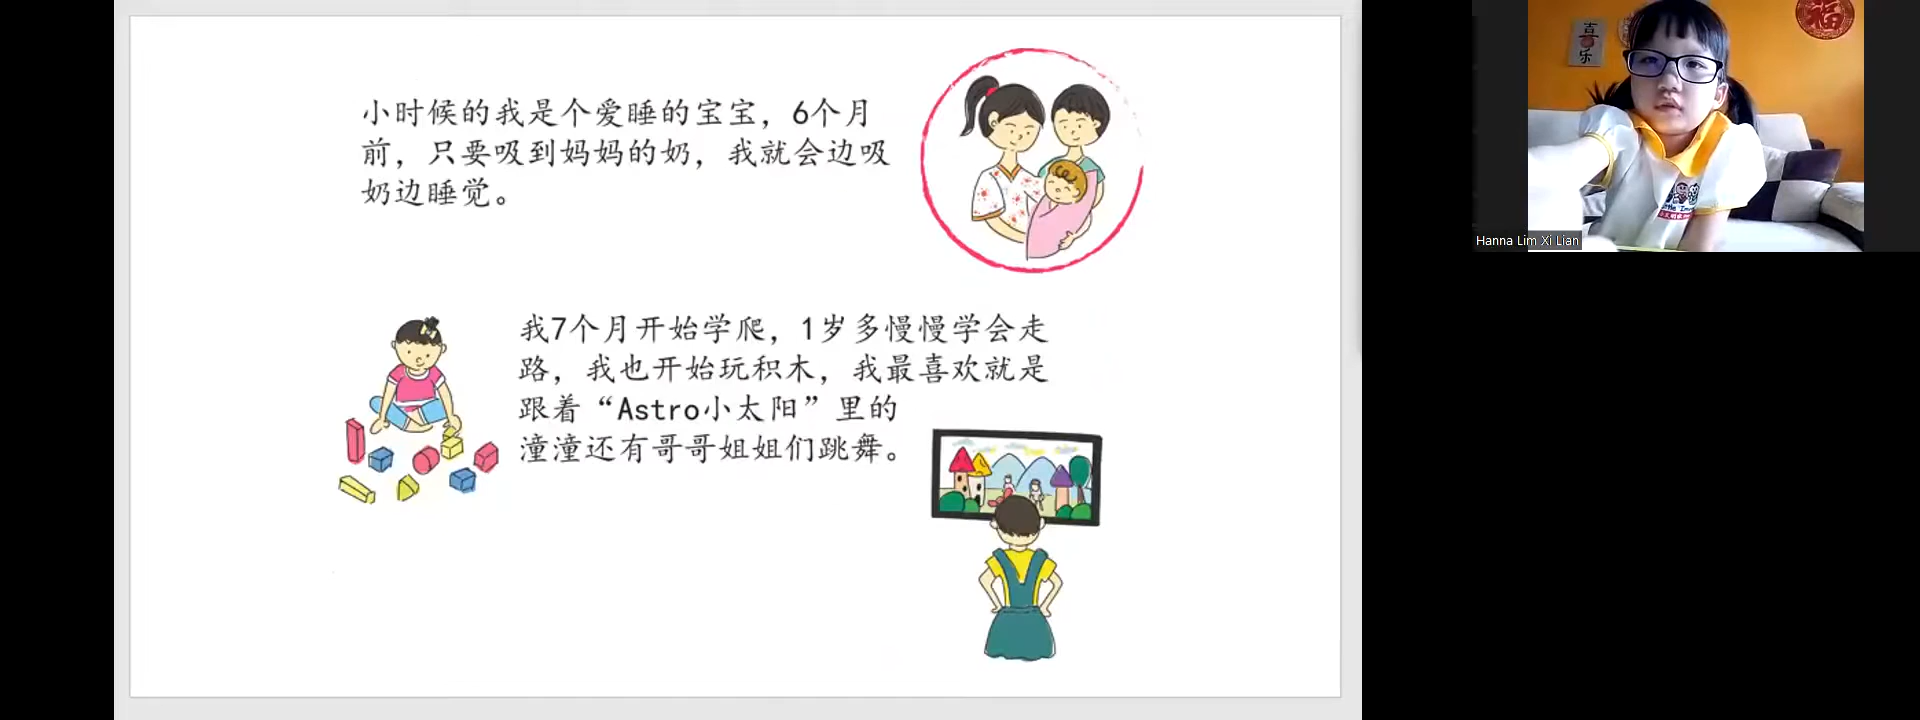 小时候的我是个爱睡的宝宝，6个月
前，只要吸到妈妈的奶，我就会边吸
奶边睡觉。
我7个月开始学爬，1岁多慢慢学会走
路，我也开始玩积木，我最喜欢就是
跟着“Astro小太阳”里的
潼潼还有哥哥姐姐们跳舞。
吉
乐
福
Hanna Lim Xi Lian